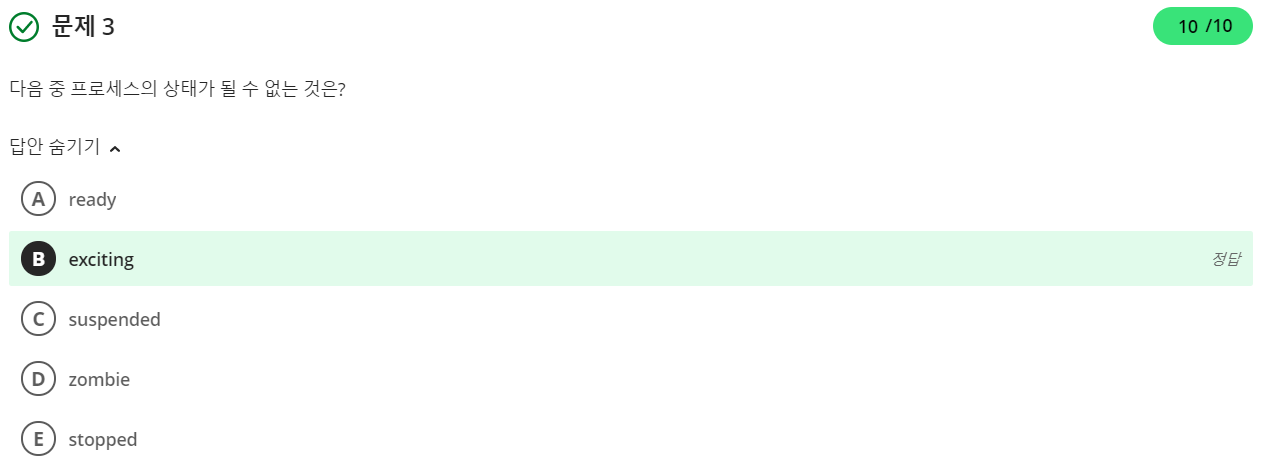 문제 3
10 /10
다음 중 프로세스의 상태가 될 수 없는 것은?
답안 숨기기
A ready
B exciting 정답
C suspended
D zombie
E stopped